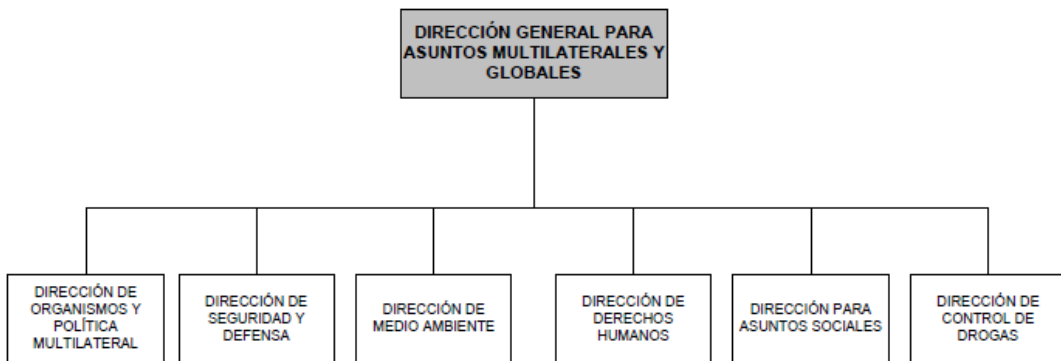 DIRECCIÓN GENERAL PARA
ASUNTOS MULTILATERALES Y
GLOBALES
DIRECCIÓN DE
ORGANISMOS Y
POLÍTICA
MULTILATERAL
DIRECCIÓN DE
SEGURIDAD Y
DEFENSA
DIRECCIÓN DE
MEDIO AMBIENTE
DIRECCIÓN DE
DERECHOS
HUMANOS
DIRECCIÓN PARA
ASUNTOS SOCIALES
DIRECCIÓN DE
CONTROL DE
DROGAS